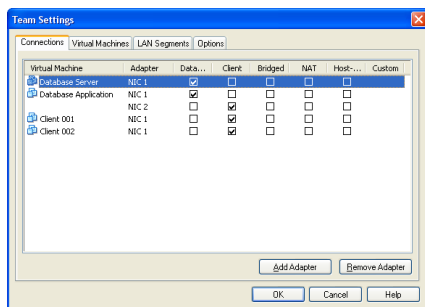 Team Settings
Connections Virtual Machines LAN Segments Options
Virtual Machine Adapter Data... Client Bridged NAT Host-... Custom
Database Server NIC 1
Database Application NIC 1
NIC 2
Client 001 NIC 1
Client 002 NIC 1
Add Adapter Remove Adapter
OK Cancel Help